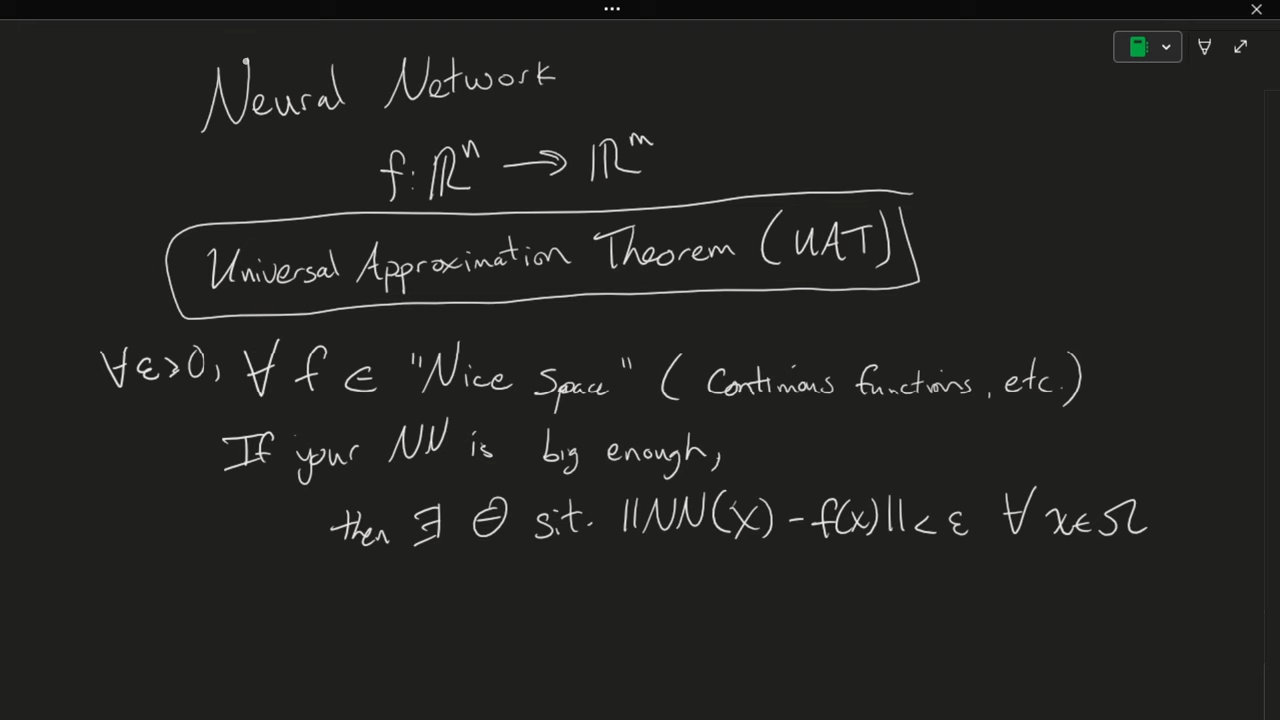 Neural Network
f: ℝⁿ → ℝᵐ
Universal Approximation Theorem (UAT)
∀ε>0, ∀ f ∈ "Nice Space" (Continuous functions, etc.)
If your NN is big enough,
then ∃ Θ s.t. ||NN(x) - f(x)|| < ε ∀ x ∈ Ω